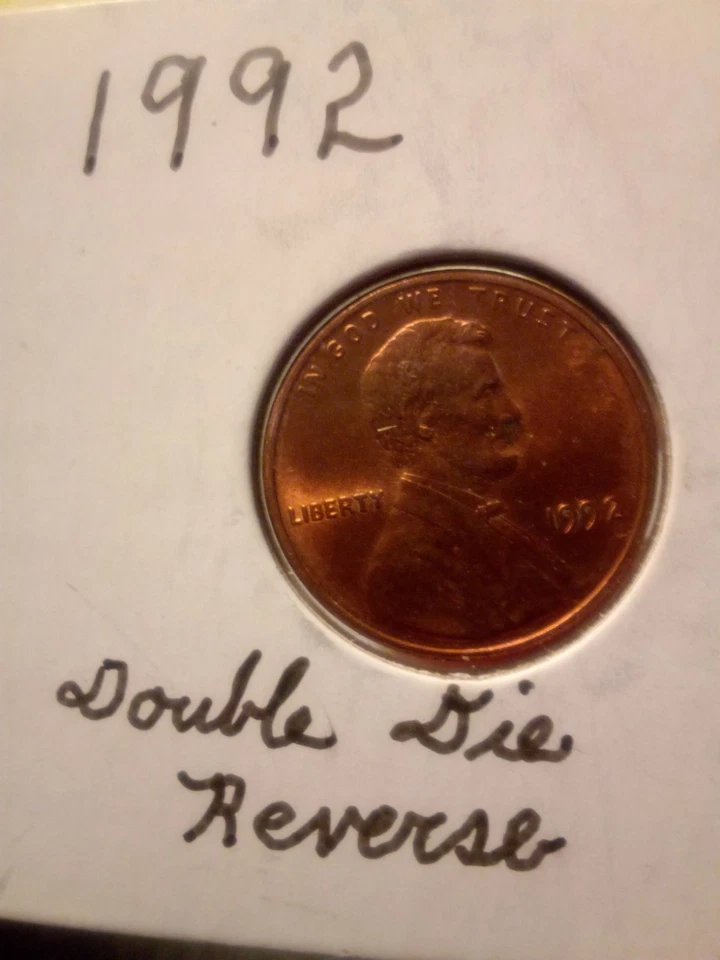 1992
IN GOD WE TRUST
LIBERTY 1992
Double Die
Reverse